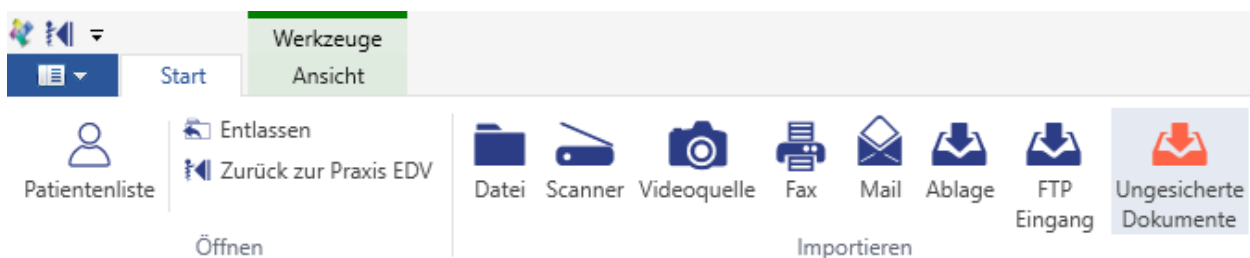 Werkzeuge
Start
Ansicht
Patientenliste
Entlassen
Zurück zur Praxis EDV
Öffnen
Datei
Scanner
Videoquelle
Fax
Mail
Ablage
FTP
Eingang
Ungesicherte
Dokumente
Importieren